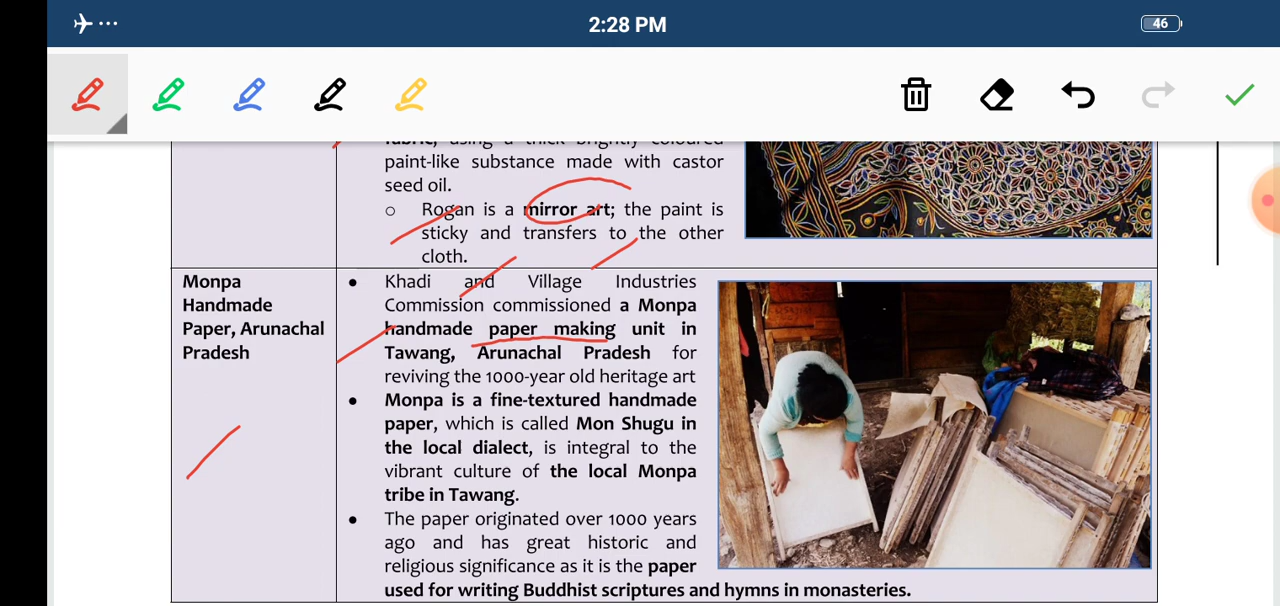 2:28 PM
46
fabric, using a thick brightly coloured
paint-like substance made with castor
seed oil.
○ Rogan is a mirror art; the paint is
sticky and transfers to the other
cloth.
Monpa
Handmade
Paper, Arunachal
Pradesh
● Khadi and Village Industries
Commission commissioned a Monpa
handmade paper making unit in
Tawang, Arunachal Pradesh for
reviving the 1000-year old heritage art
● Monpa is a fine-textured handmade
paper, which is called Mon Shugu in
the local dialect, is integral to the
vibrant culture of the local Monpa
tribe in Tawang.
● The paper originated over 1000 years
ago and has great historic and
religious significance as it is the paper
used for writing Buddhist scriptures and hymns in monasteries.